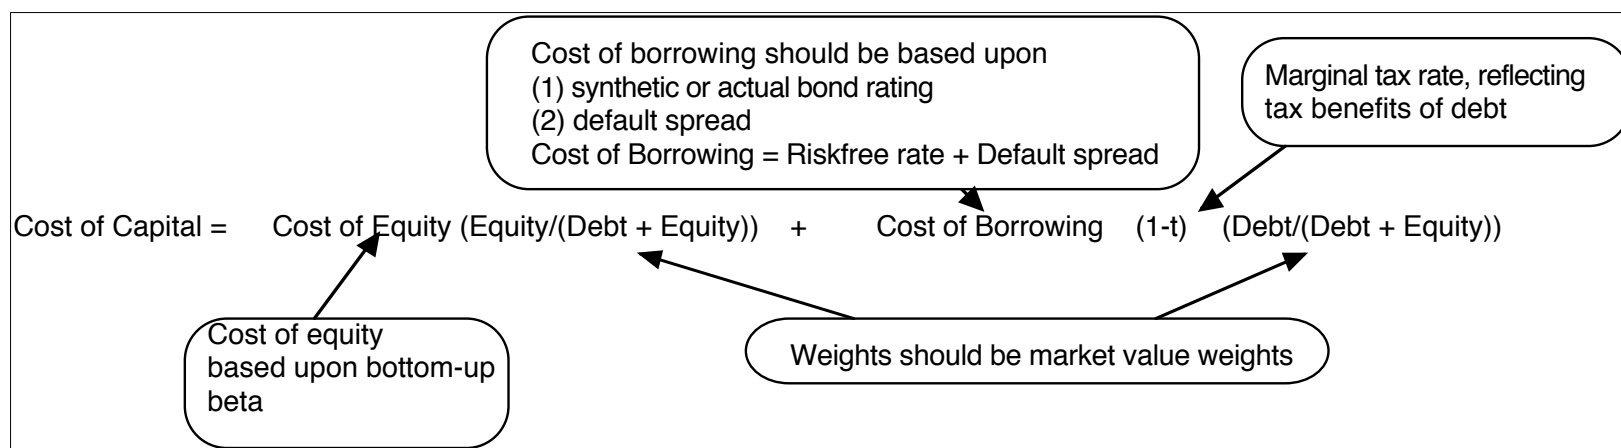 Cost of borrowing should be based upon
(1) synthetic or actual bond rating
(2) default spread
Cost of Borrowing = Riskfree rate + Default spread
Marginal tax rate, reflecting
tax benefits of debt
Cost of Capital = Cost of Equity (Equity/(Debt + Equity)) + Cost of Borrowing (1-t) (Debt/(Debt + Equity))
Cost of equity
based upon bottom-up
beta
Weights should be market value weights